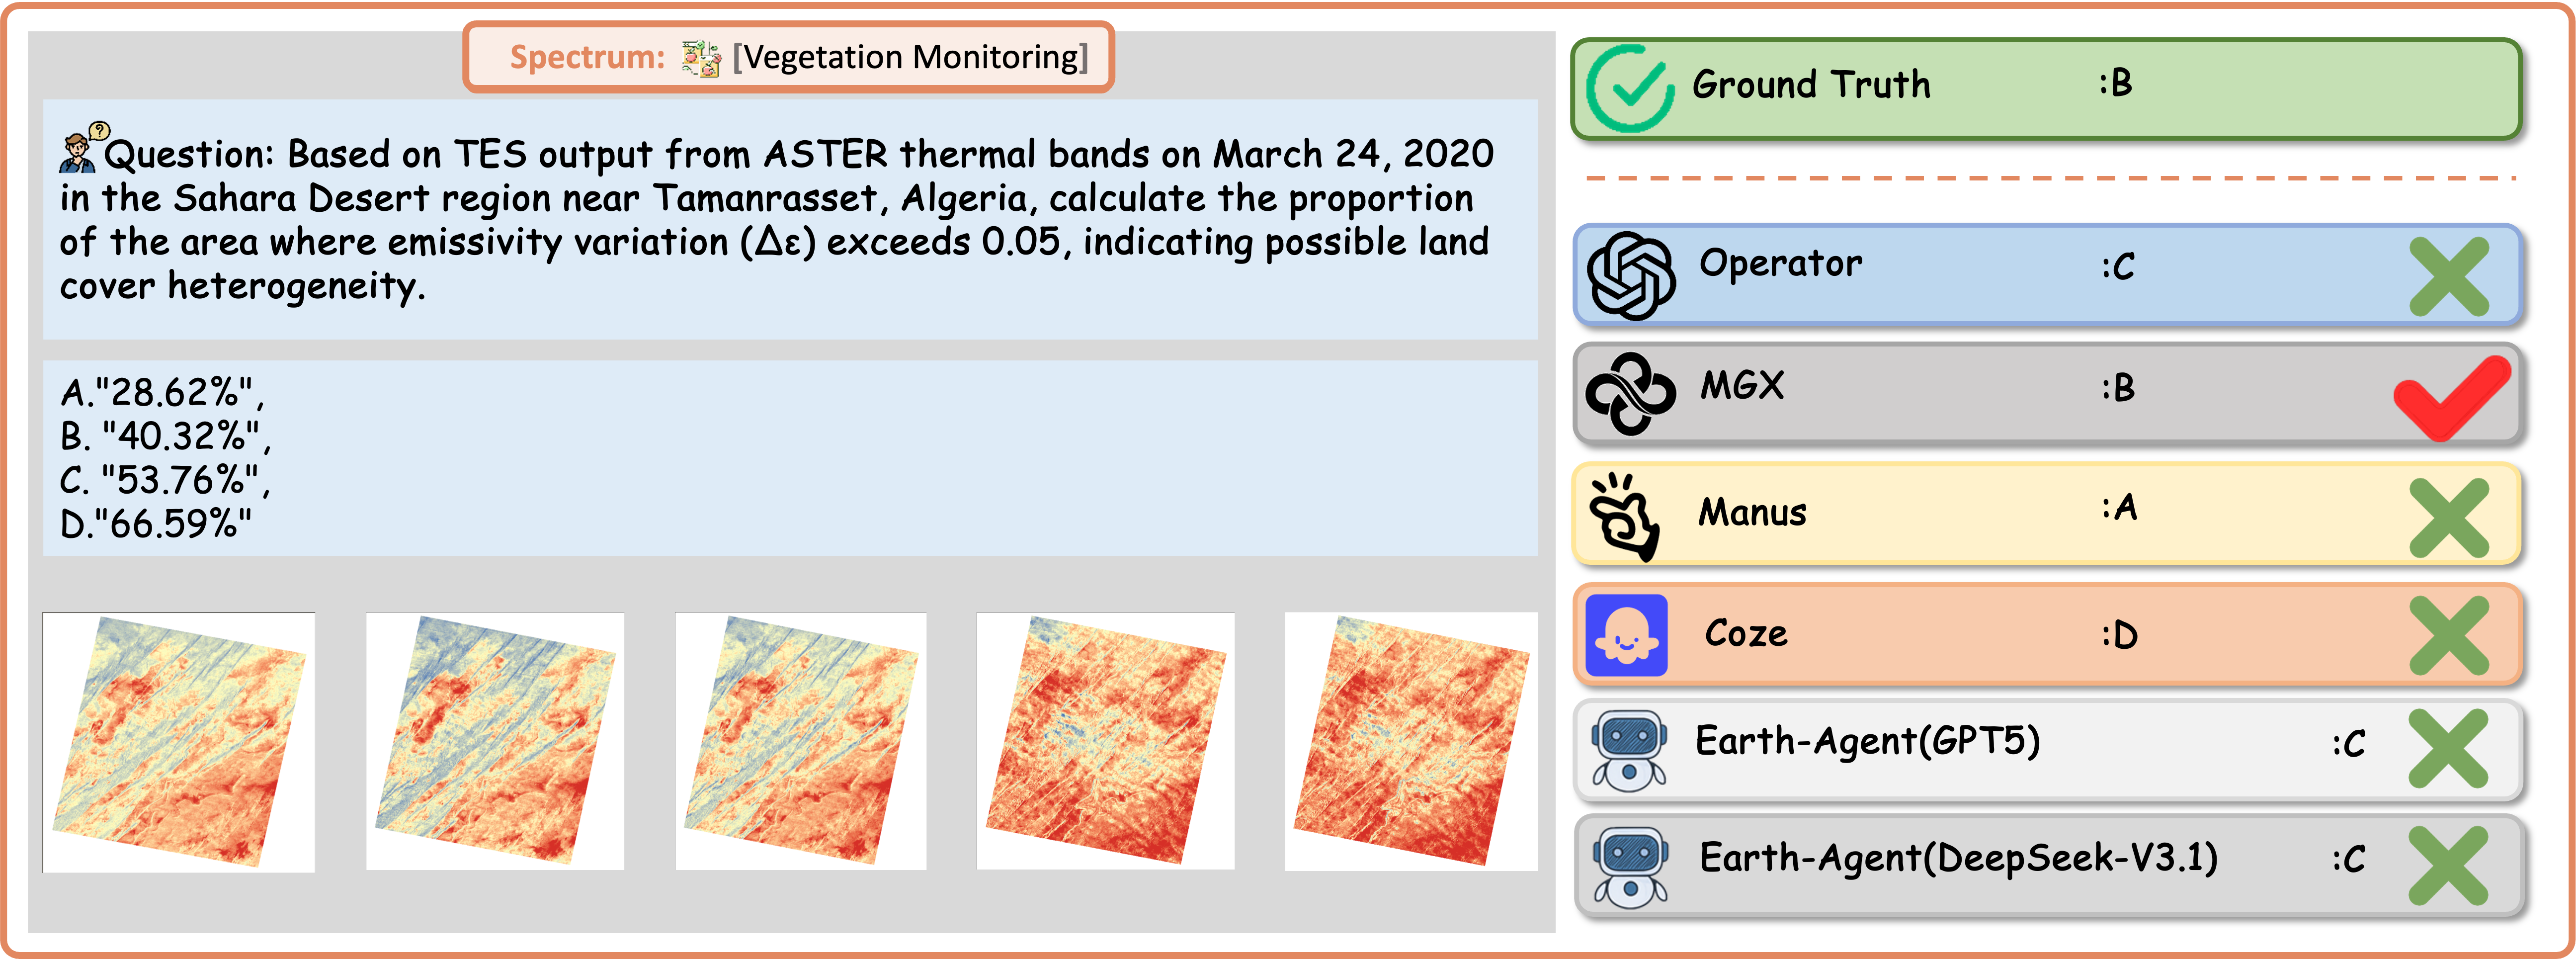 Spectrum: [Vegetation Monitoring]
Question: Based on TES output from ASTER thermal bands on March 24, 2020
in the Sahara Desert region near Tamanrasset, Algeria, calculate the proportion
of the area where emissivity variation (Δε) exceeds 0.05, indicating possible land
cover heterogeneity.
A."28.62%",
B. "40.32%",
C. "53.76%",
D."66.59%"
Ground Truth :B
Operator :C
MGX :B
Manus :A
Coze :D
Earth-Agent(GPT5) :C
Earth-Agent(DeepSeek-V3.1) :C